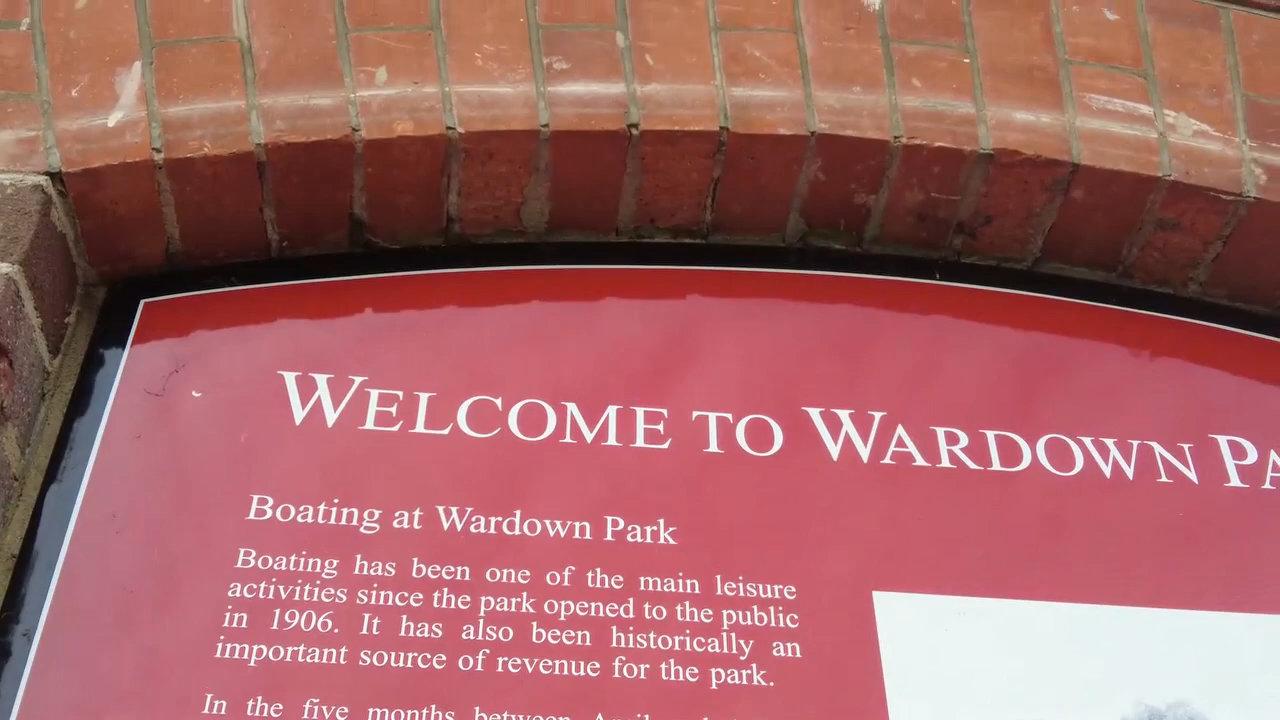 WELCOME TO WARDOWN PA
Boating at Wardown Park
Boating has been one of the main leisure
activities since the park opened to the public
in 1906. It has also been historically an
important source of revenue for the park.
In the five months between